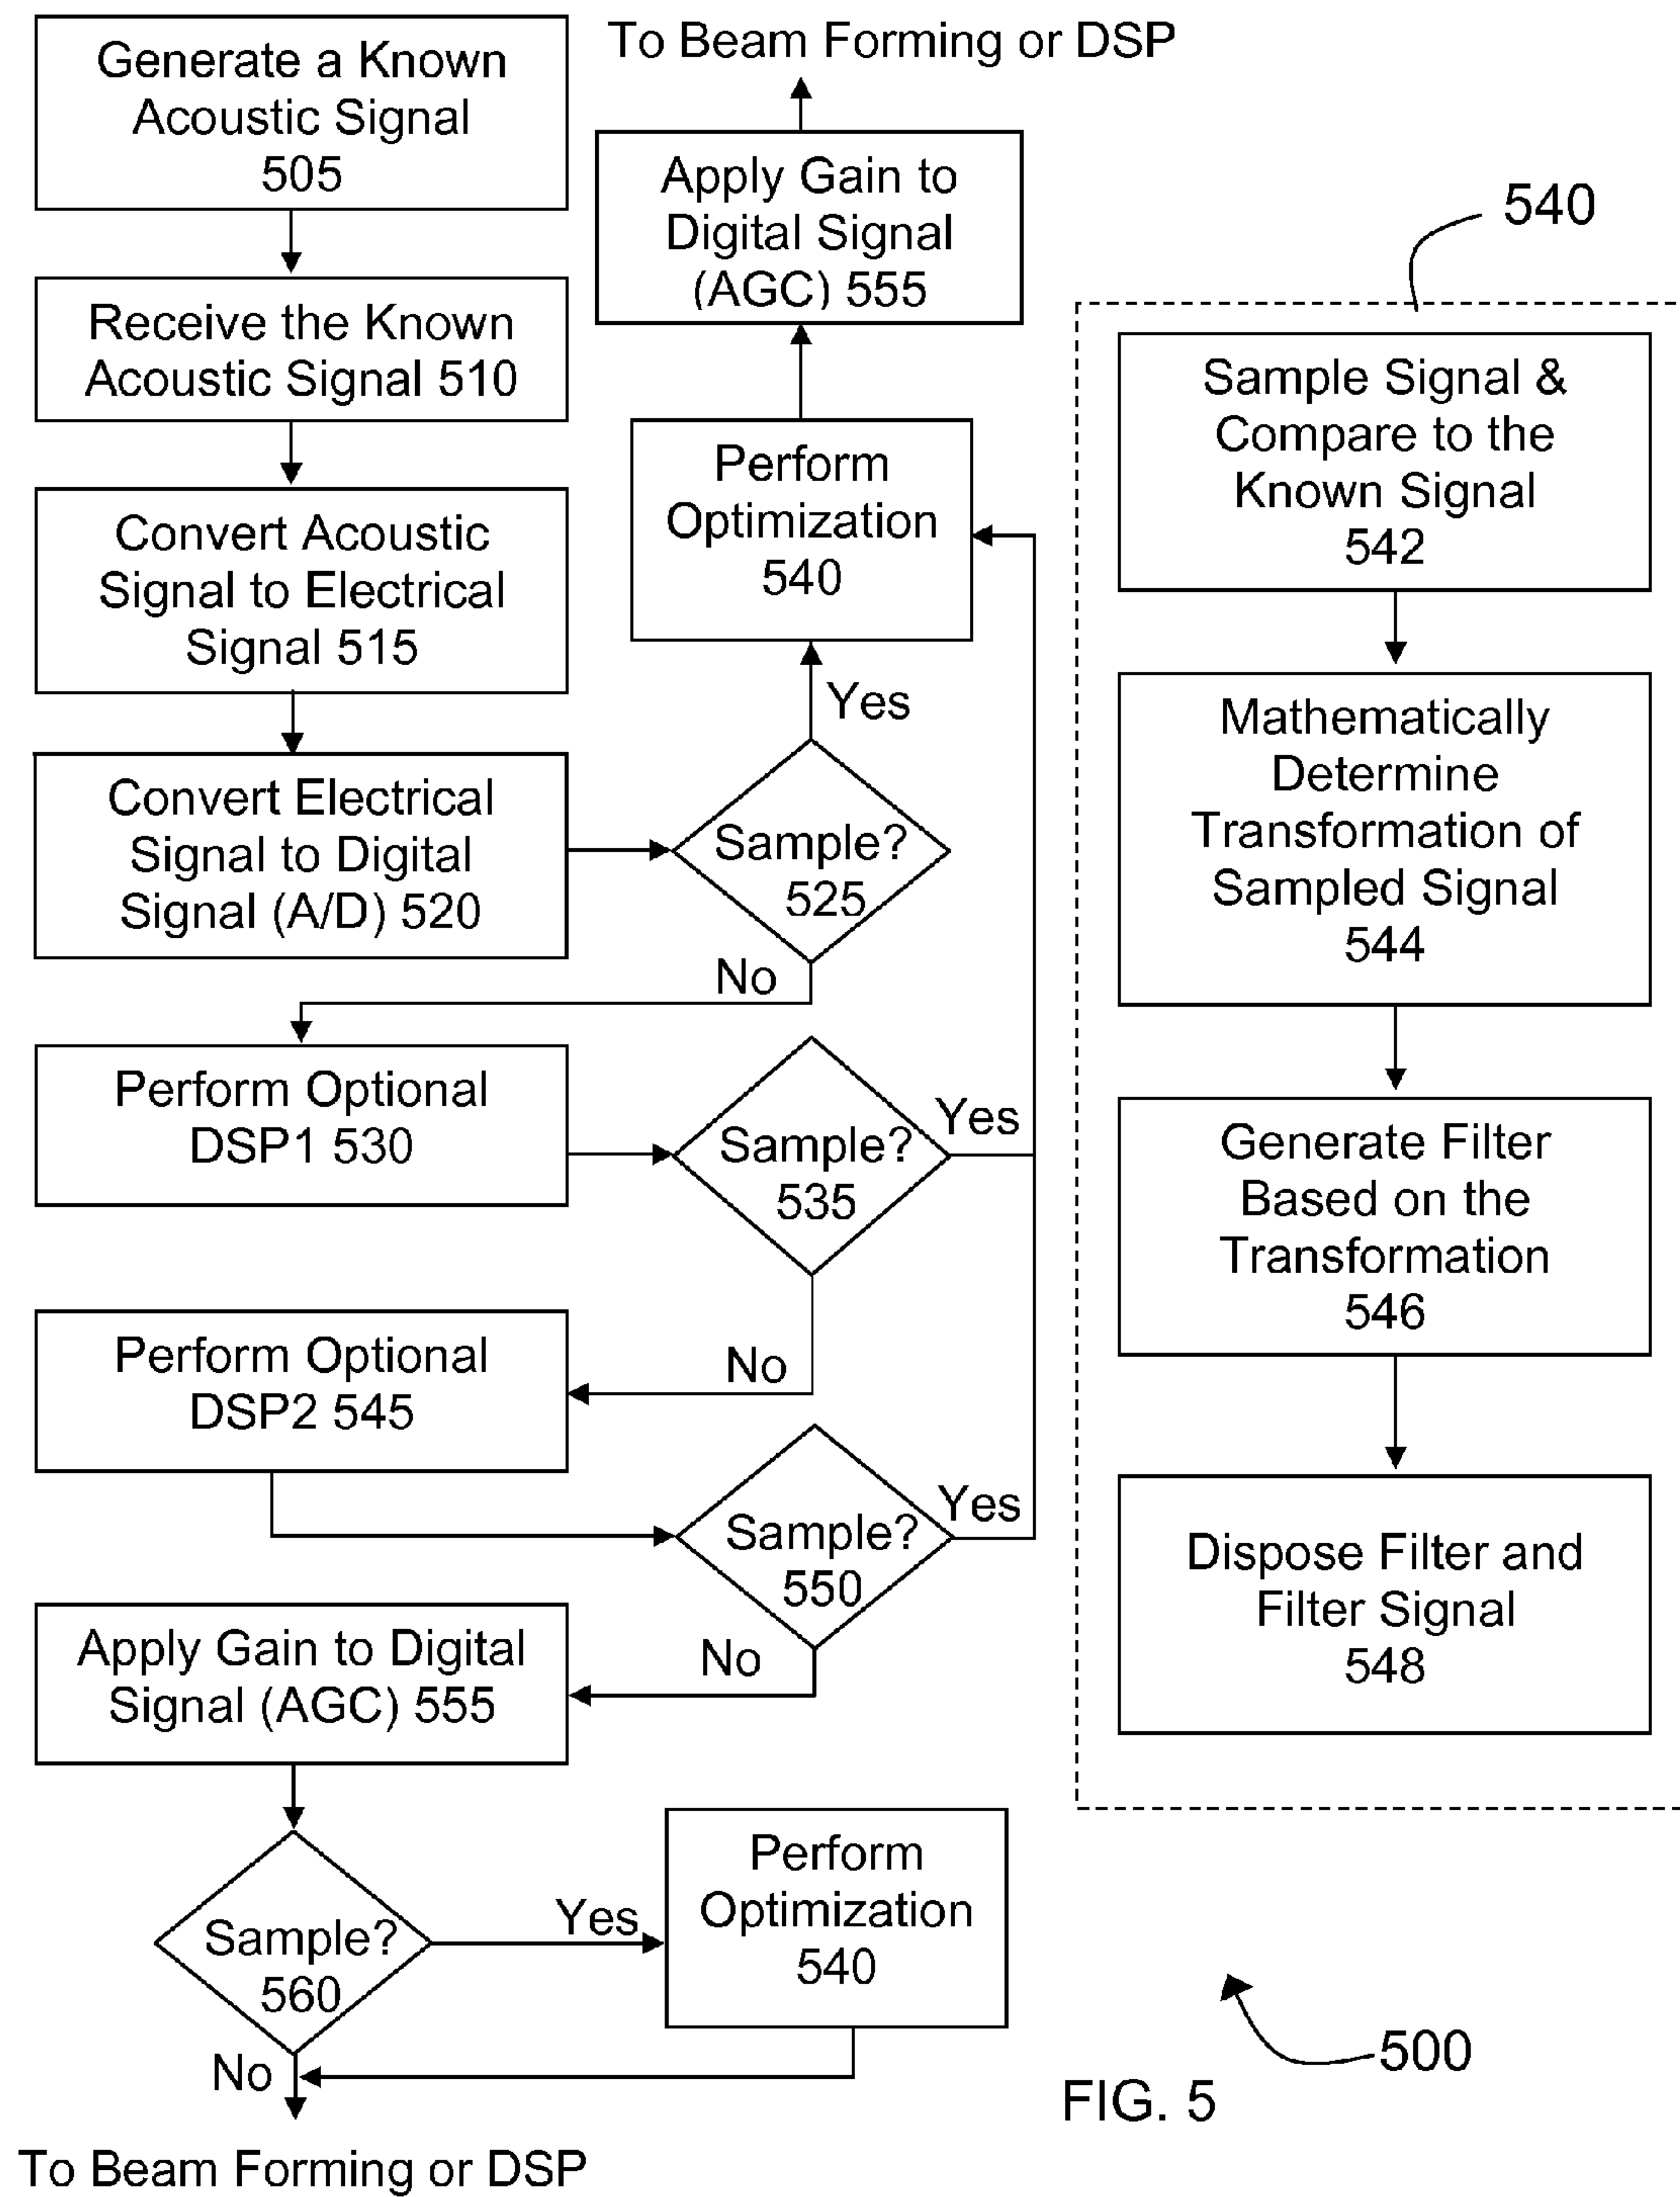 Generate a Known
Acoustic Signal
505
Receive the Known
Acoustic Signal 510
Convert Acoustic
Signal to Electrical
Signal 515
Convert Electrical
Signal to Digital
Signal (A/D) 520
To Beam Forming or DSP
Apply Gain to
Digital Signal
(AGC) 555
Perform
Optimization
540
Yes
Sample?
525
No
Perform Optional
DSP1 530
Sample?
535
Yes
No
Perform Optional
DSP2 545
Sample?
550
Yes
No
Apply Gain to Digital
Signal (AGC) 555
Sample?
560
Yes
Perform
Optimization
540
No
To Beam Forming or DSP
540
Sample Signal &
Compare to the
Known Signal
542
Mathematically
Determine
Transformation of
Sampled Signal
544
Generate Filter
Based on the
Transformation
546
Dispose Filter and
Filter Signal
548
500
FIG. 5